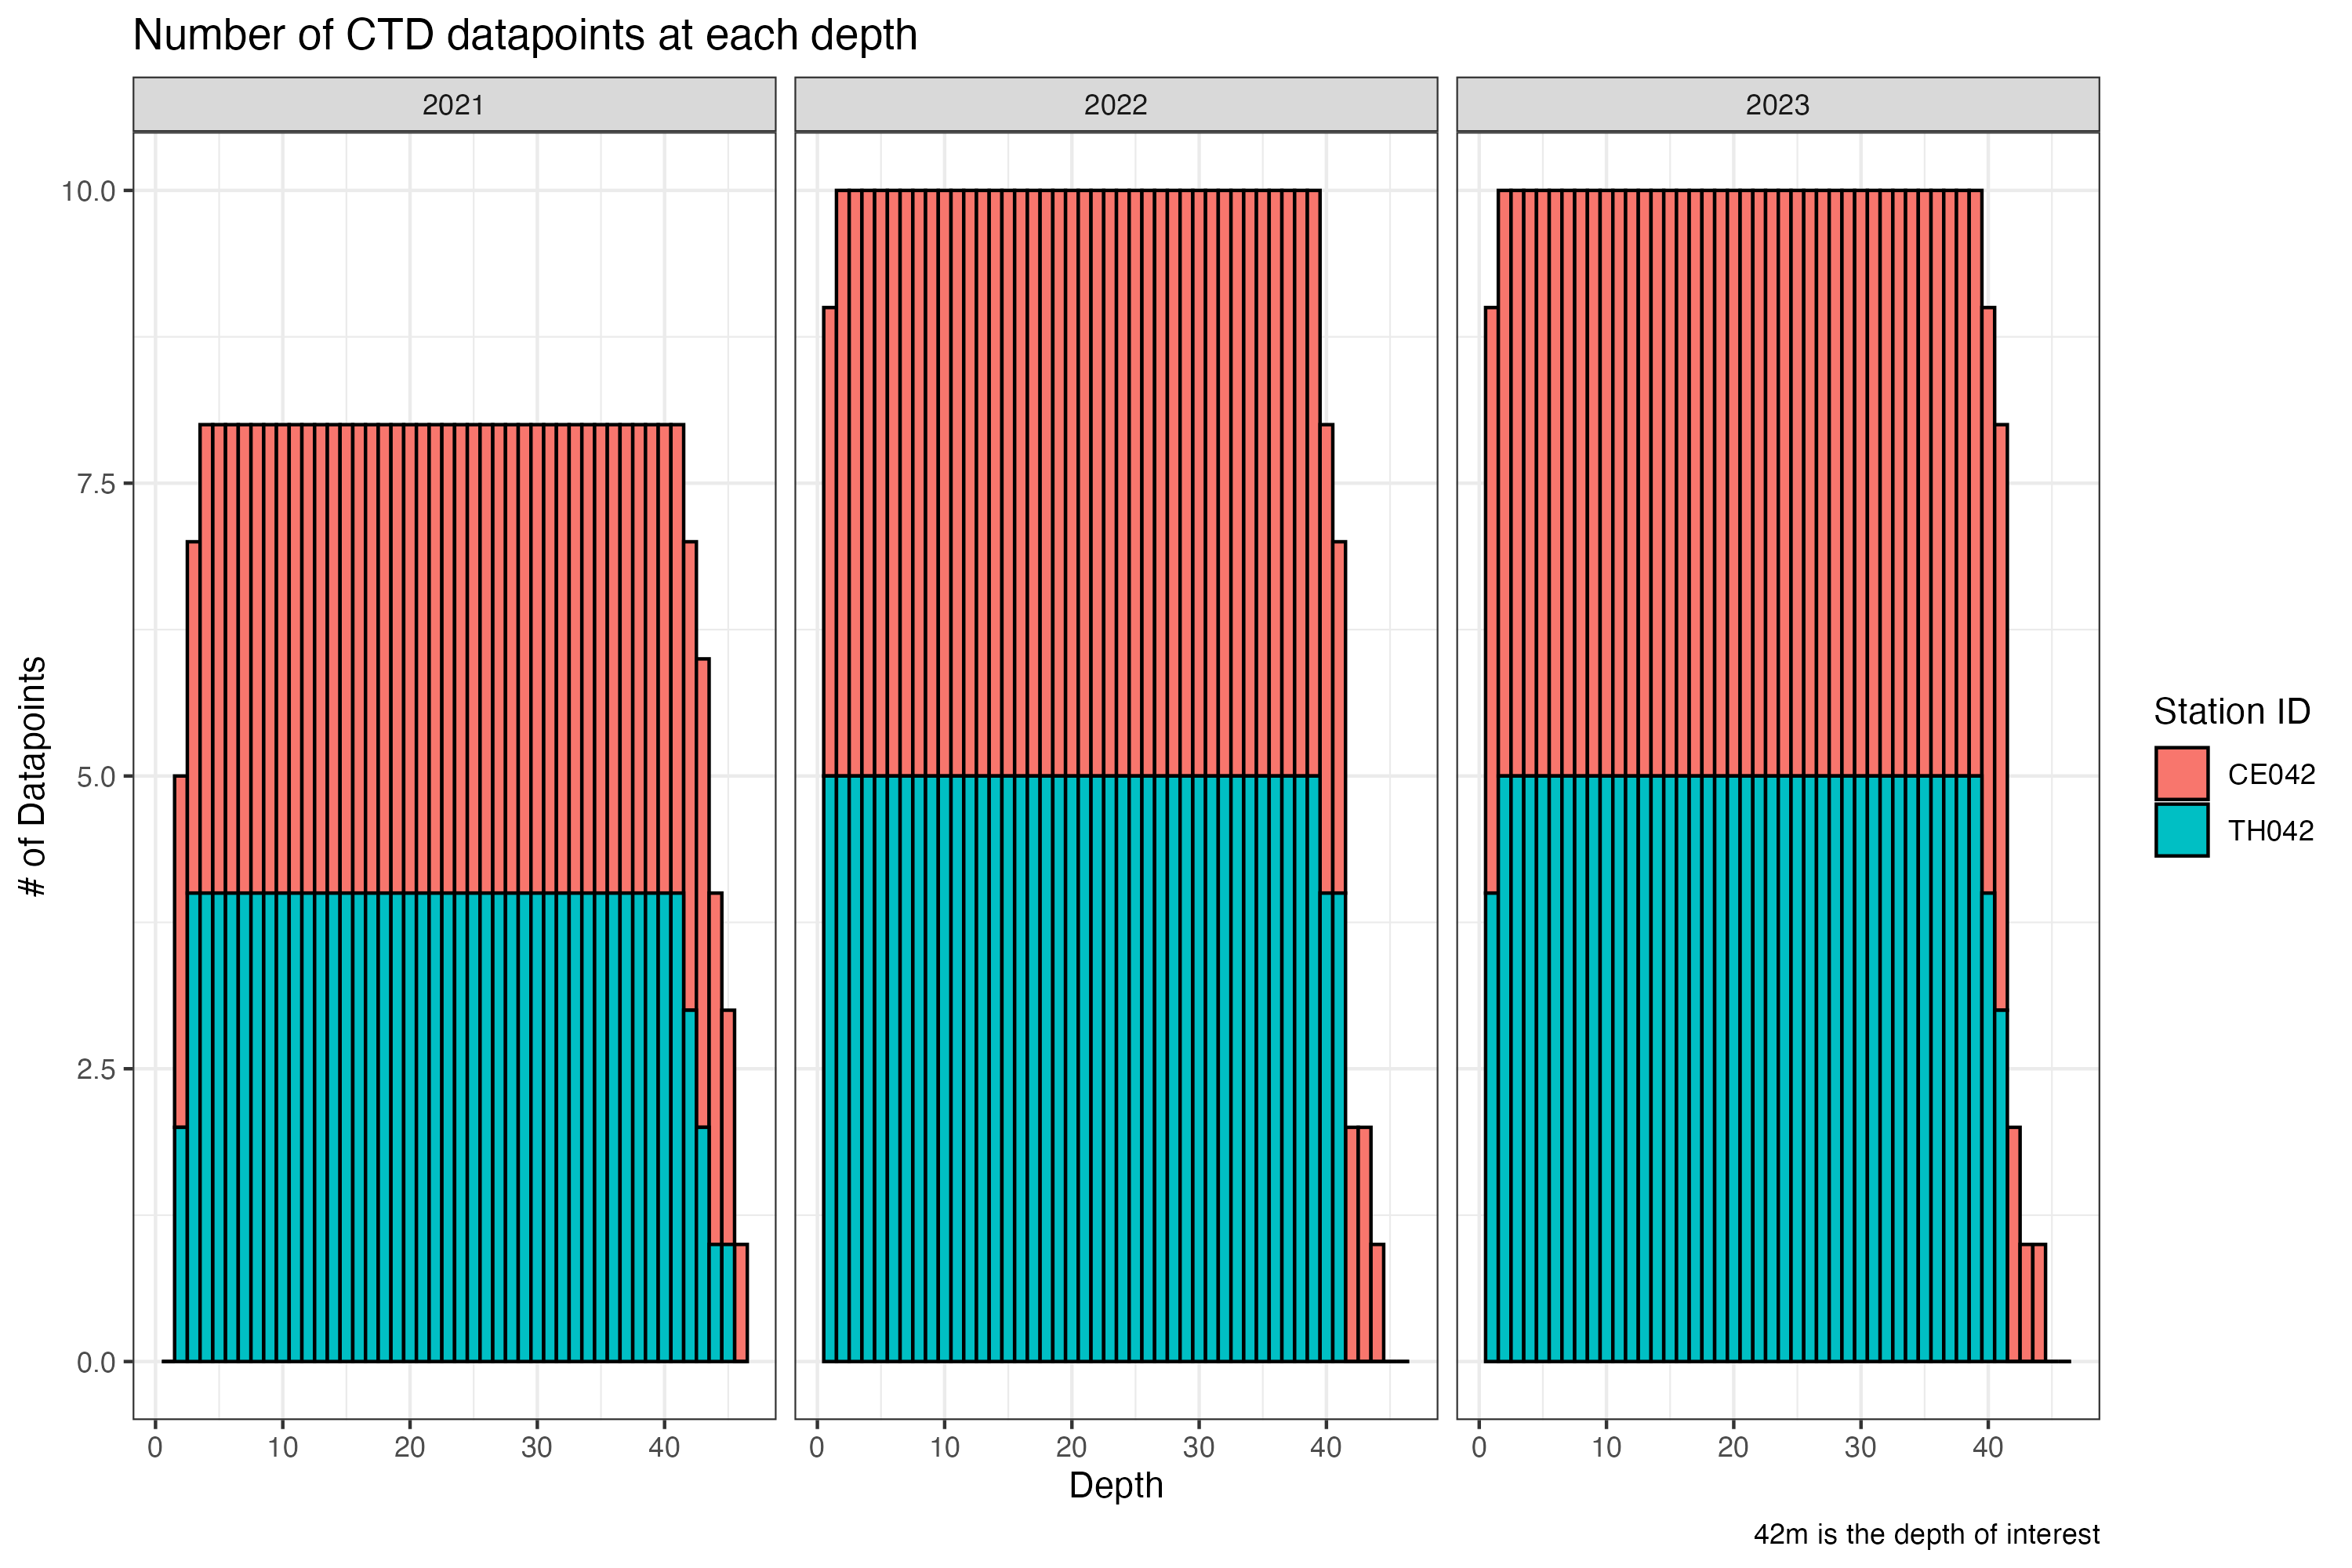 Number of CTD datapoints at each depth
2021 2022 2023
10.0
7.5
5.0
2.5
0.0
# of Datapoints
0 10 20 30 40 0 10 20 30 40 0 10 20 30 40
Depth
Station ID
CE042
TH042
42m is the depth of interest